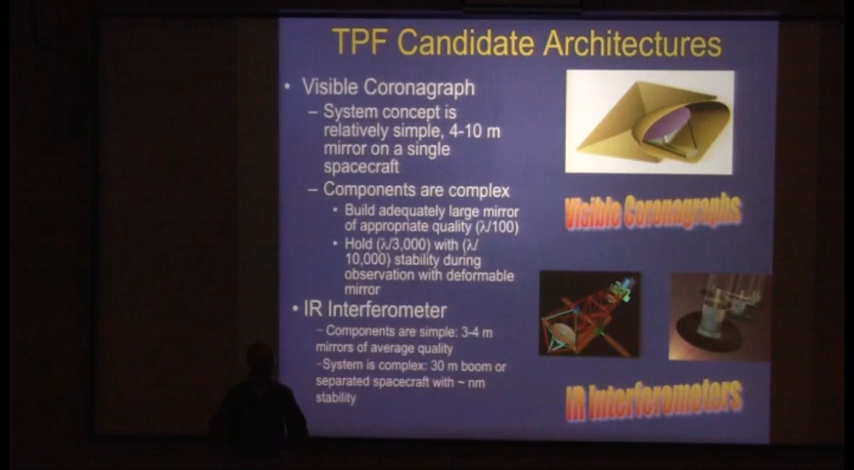 TPF Candidate Architectures
• Visible Coronagraph
– System concept is
relatively simple, 4-10 m
mirror on a single
spacecraft
– Components are complex
• Build adequately large mirror
of appropriate quality (λ/100)
• Hold (λ/3,000) with (λ/
10,000) stability during
observation with deformable
mirror
• IR Interferometer
– Components are simple: 3-4 m
mirrors of average quality
–System is complex: 30 m boom or
separated spacecraft with ~ nm
stability
Visible Coronagraphs
IR Interferometers